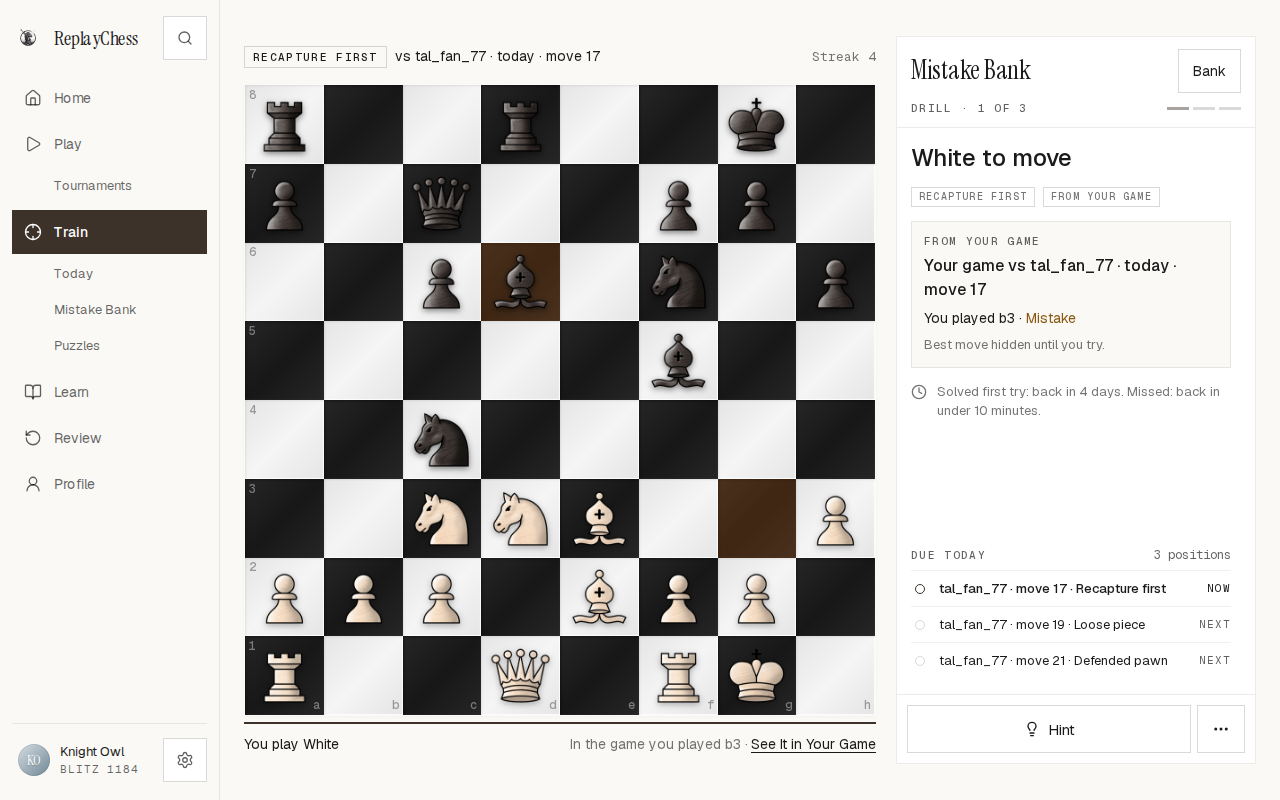 ReplayChess
Home
Play
Tournaments
Train
Today
Mistake Bank
Puzzles
Learn
Review
Profile
KO
Knight Owl
BLITZ 1184
RECAPTURE FIRST
vs tal_fan_77 · today · move 17
Streak 4
8
7
6
5
4
3
2
1
a
b
c
d
e
f
g
h
You play White
In the game you played b3 · See It in Your Game
Mistake Bank
Bank
DRILL · 1 OF 3
White to move
RECAPTURE FIRST
FROM YOUR GAME
FROM YOUR GAME
Your game vs tal_fan_77 · today ·
move 17
You played b3 · Mistake
Best move hidden until you try.
Solved first try: back in 4 days. Missed: back in
under 10 minutes.
DUE TODAY
3 positions
tal_fan_77 · move 17 · Recapture first
NOW
tal_fan_77 · move 19 · Loose piece
NEXT
tal_fan_77 · move 21 · Defended pawn
NEXT
Hint